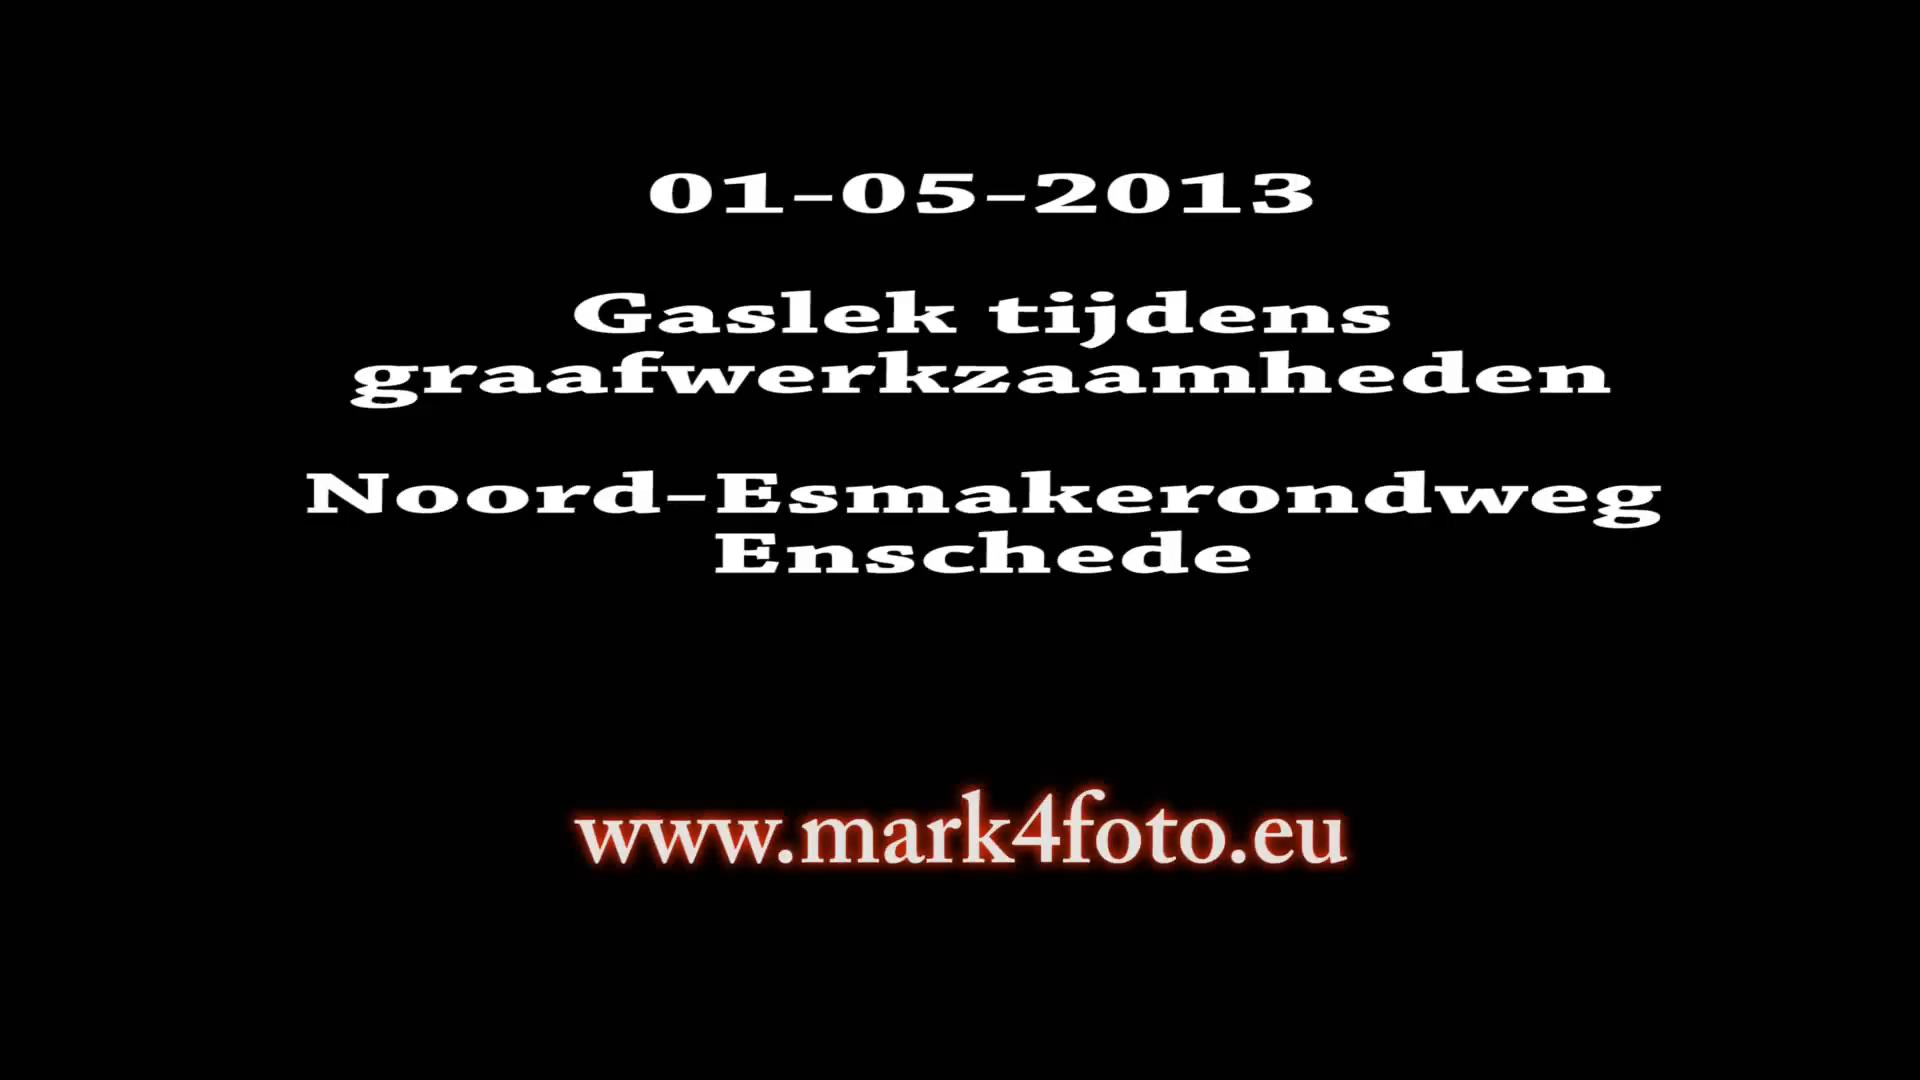 01-05-2013
Gaslek tijdens
graafwerkzaamheden
Noord-Esmakerondweg
Enschede
www.mark4foto.eu